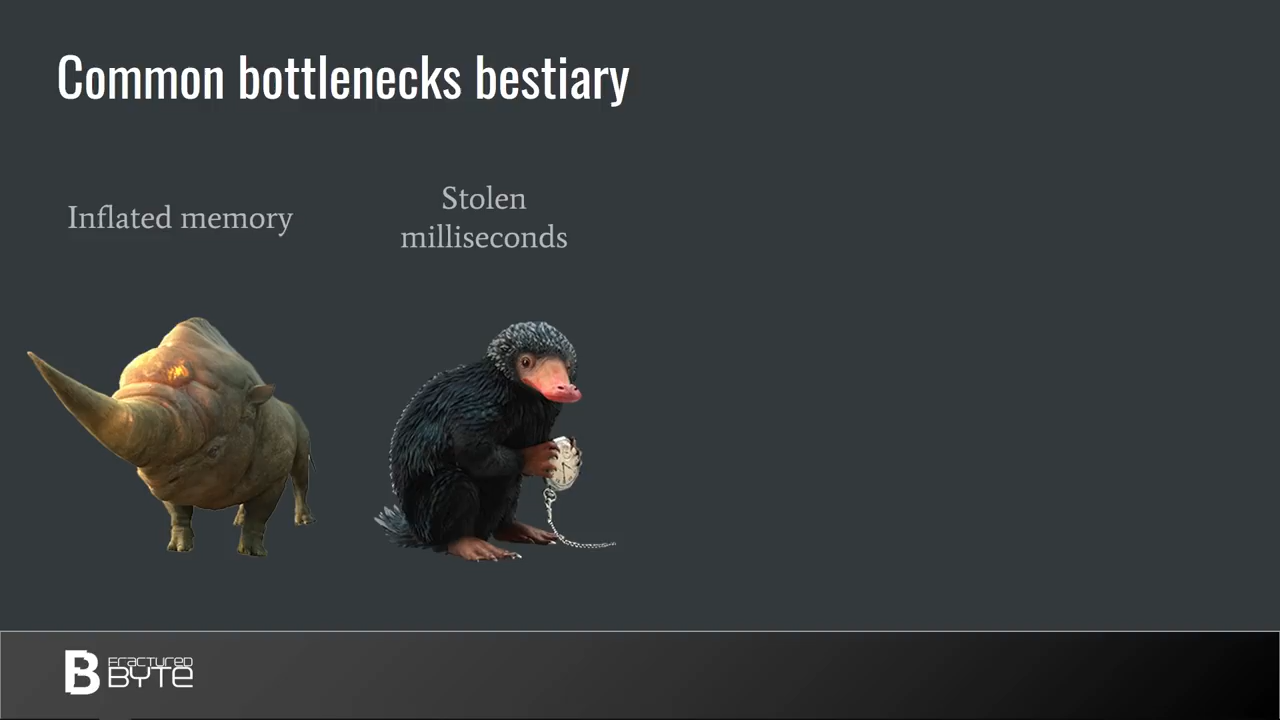 Common bottlenecks bestiary
Inflated memory
Stolen
milliseconds
B Fractured
BYTE